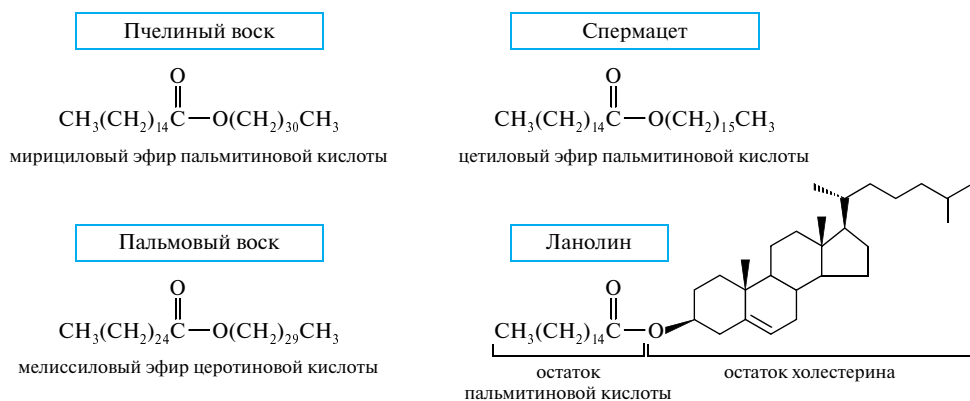 Пчелиный воск
O
CH₃(CH₂)₁₄C—O(CH₂)₃₀CH₃
мирициловый эфир пальмитиновой кислоты
Спермацет
O
CH₃(CH₂)₁₄C—O(CH₂)₁₅CH₃
цетиловый эфир пальмитиновой кислоты
Пальмовый воск
O
CH₃(CH₂)₂₄C—O(CH₂)₂₉CH₃
мелиссиловый эфир церотиновой кислоты
Ланолин
O
CH₃(CH₂)₁₄C—O
остаток
пальмитиновой кислоты
остаток холестерина